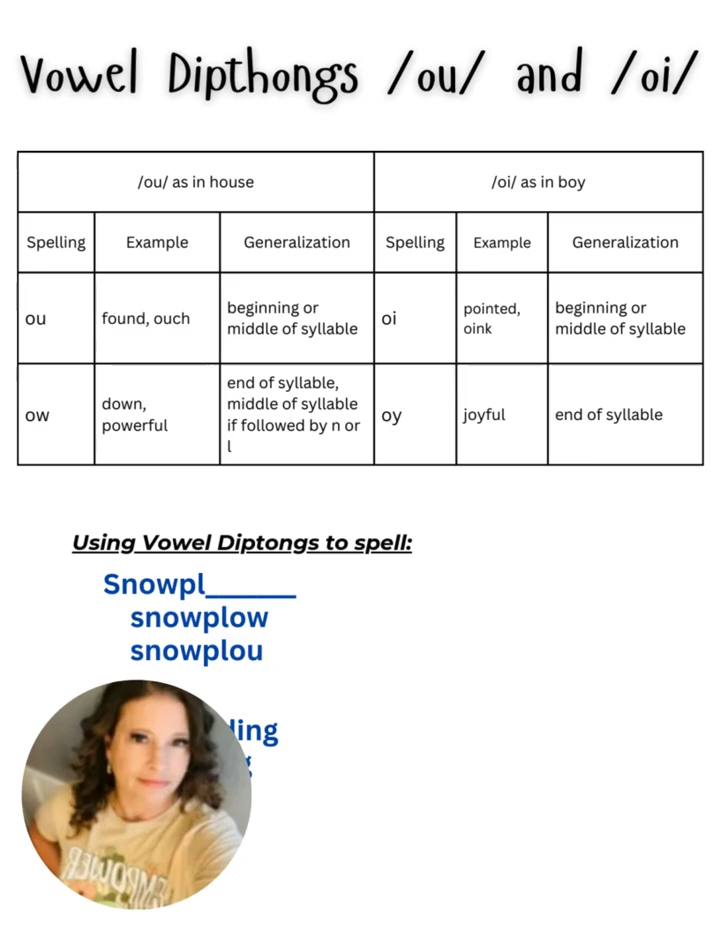 Vowel Dipthongs /ou/ and /oi/
/ou/ as in house
/oi/ as in boy
Spelling
Example
Generalization
Spelling
Example
Generalization
ou
found, ouch
beginning or
middle of syllable
oi
pointed,
oink
beginning or
middle of syllable
ow
down,
powerful
end of syllable,
middle of syllable
if followed by n or
l
oy
joyful
end of syllable
Using Vowel Diptongs to spell:
Snowpl______
snowplow
snowplou
EMPOWER